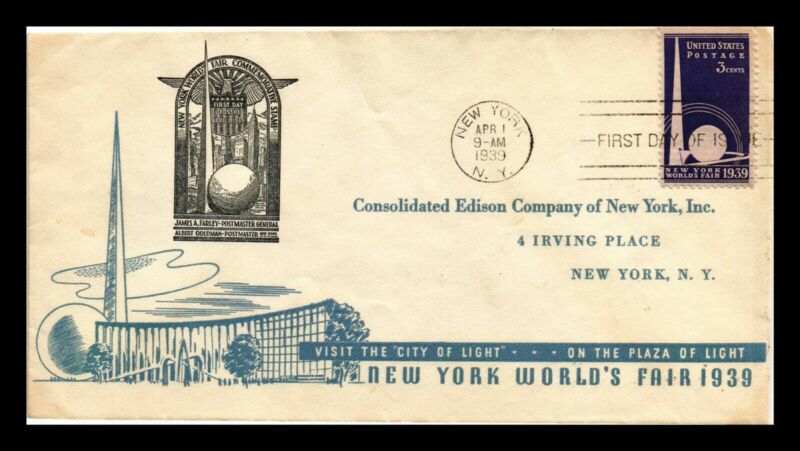 NEW YORK WORLD'S FAIR COMMEMORATIVE STAMP
FIRST DAY
OF ISSUE
JAMES A. FARLEY - POSTMASTER GENERAL
ALBERT GOLDMAN - POSTMASTER
NEW YORK
APR 1
9-AM
1939
N. Y.
FIRST DAY OF ISSUE
UNITED STATES
POSTAGE
3 CENTS
NEW YORK
WORLD'S FAIR 1939
Consolidated Edison Company of New York, Inc.
4 IRVING PLACE
NEW YORK, N. Y.
VISIT THE "CITY OF LIGHT" - - - ON THE PLAZA OF LIGHT
NEW YORK WORLD'S FAIR 1939